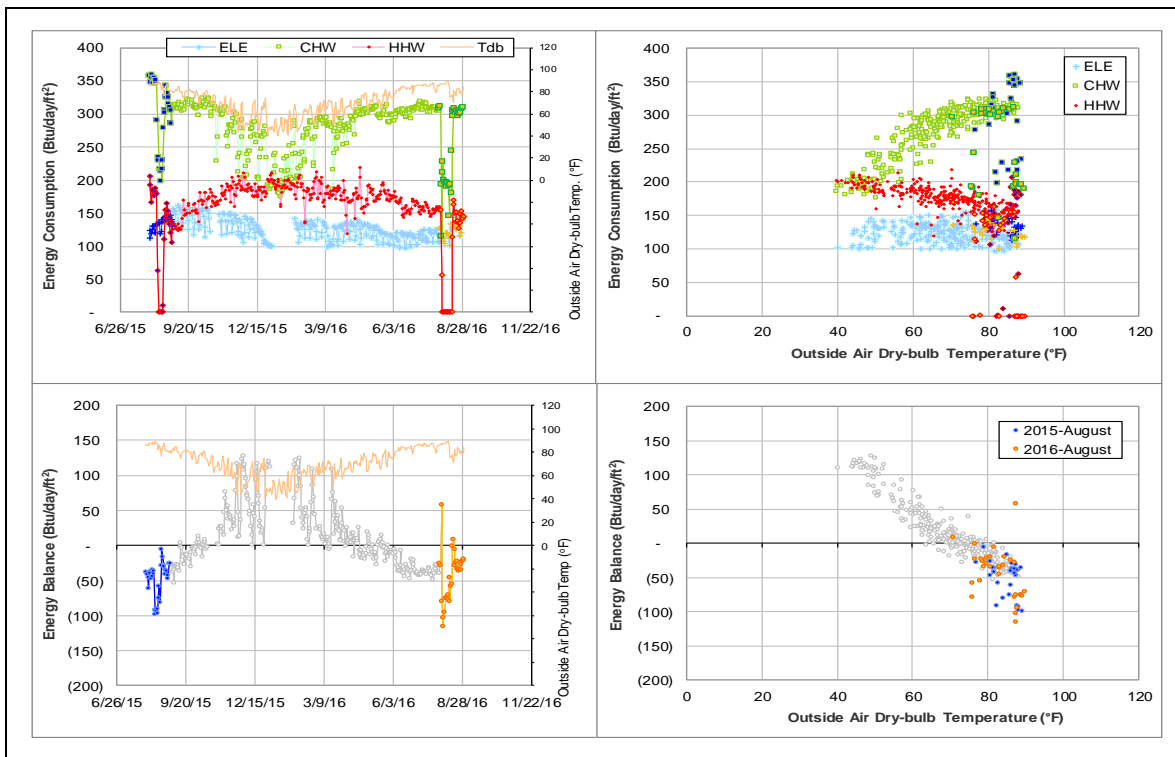 ELE CHW HHW Tdb
Energy Consumption (Btu/day/ft²)
400
350
300
250
200
150
100
50
-
120
100
80
60
40
20
0
Outside Air Dry-bulb Temp. (°F)
6/26/15 9/20/15 12/15/15 3/9/16 6/3/16 8/28/16 11/22/16
Energy Consumption (Btu/day/ft²)
400
350
300
250
200
150
100
50
-
ELE
CHW
HHW
0 20 40 60 80 100 120
Outside Air Dry-bulb Temperature (°F)
Energy Balance (Btu/day/ft²)
200
150
100
50
-
(50)
(100)
(150)
(200)
120
100
80
60
40
20
0
Outside Air Dry-bulb Temp (°F)
6/26/15 9/20/15 12/15/15 3/9/16 6/3/16 8/28/16 11/22/16
Energy Balance (Btu/day/ft²)
200
150
100
50
-
(50)
(100)
(150)
(200)
2015-August
2016-August
0 20 40 60 80 100 120
Outside Air Dry-bulb Temperature (°F)